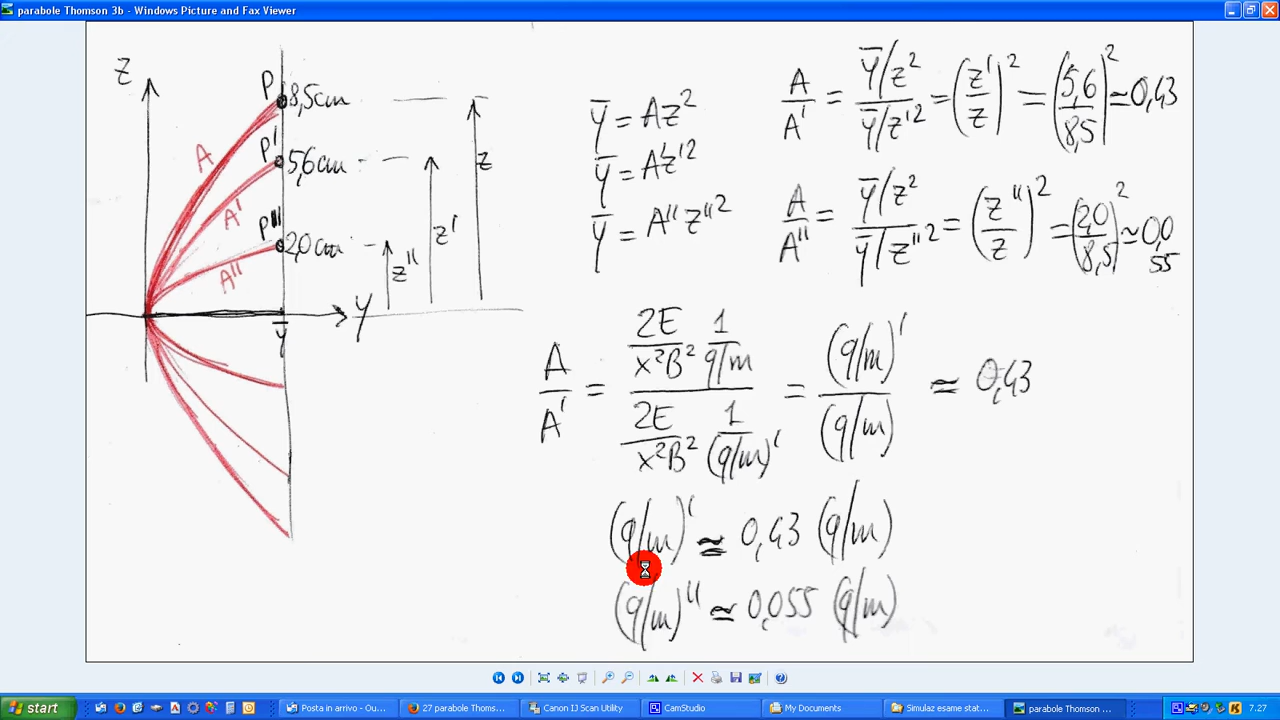 parabole Thomson 3b - Windows Picture and Fax Viewer
Z
P 8,5cm
A
P' 5,6cm
A'
P'' 2,0cm
A''
z''
z'
z
Y
ȳ
ȳ = Az²
ȳ = A'z'²
ȳ = A''z''²
A/A' = (ȳ/z²)/(ȳ/z'²) = (z'/z)² = (5,6/8,5)² ≃ 0,43
A/A'' = (ȳ/z²)/(ȳ/z''²) = (z''/z)² = (2,0/8,5)² ≃ 0,055
A/A' = (2E/x²B² 1/(q/m))/(2E/x²B² 1/(q/m)') = (q/m)'/(q/m) ≃ 0,43
(q/m)' ≃ 0,43 (q/m)
(q/m)'' ≃ 0,055 (q/m)
start
Posta in arrivo - Ou...
27 parabole Thoms...
Canon IJ Scan Utility
CamStudio
My Documents
Simulaz esame stat...
parabole Thomson ...
7.27